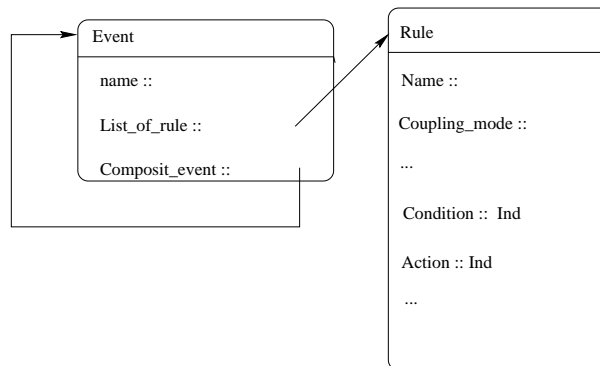 Event
name ::
List_of_rule ::
Composit_event ::
Rule
Name ::
Coupling_mode ::
...
Condition :: Ind
Action :: Ind
...